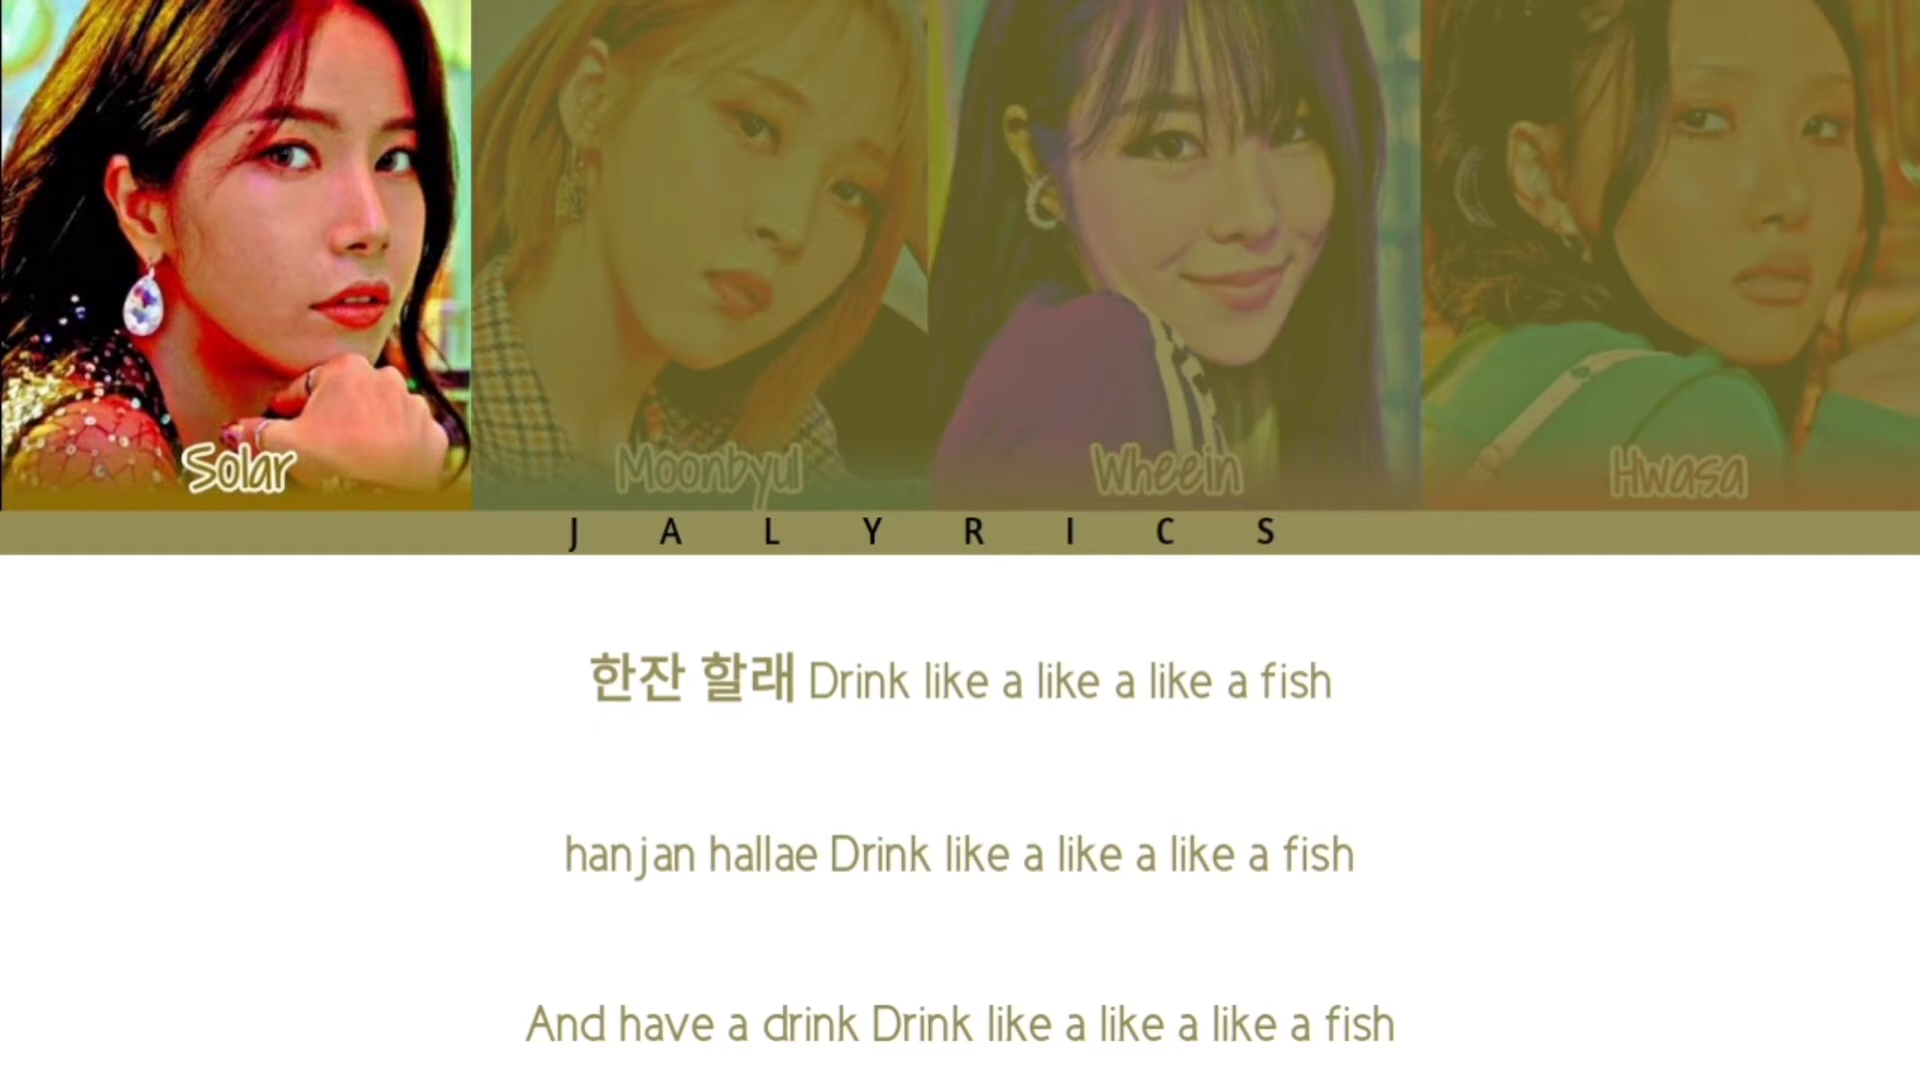 Solar Moonbyul Wheein Hwasa
J A L Y R I C S
한잔 할래 Drink like a like a like a fish
hanjan hallae Drink like a like a like a fish
And have a drink Drink like a like a like a fish